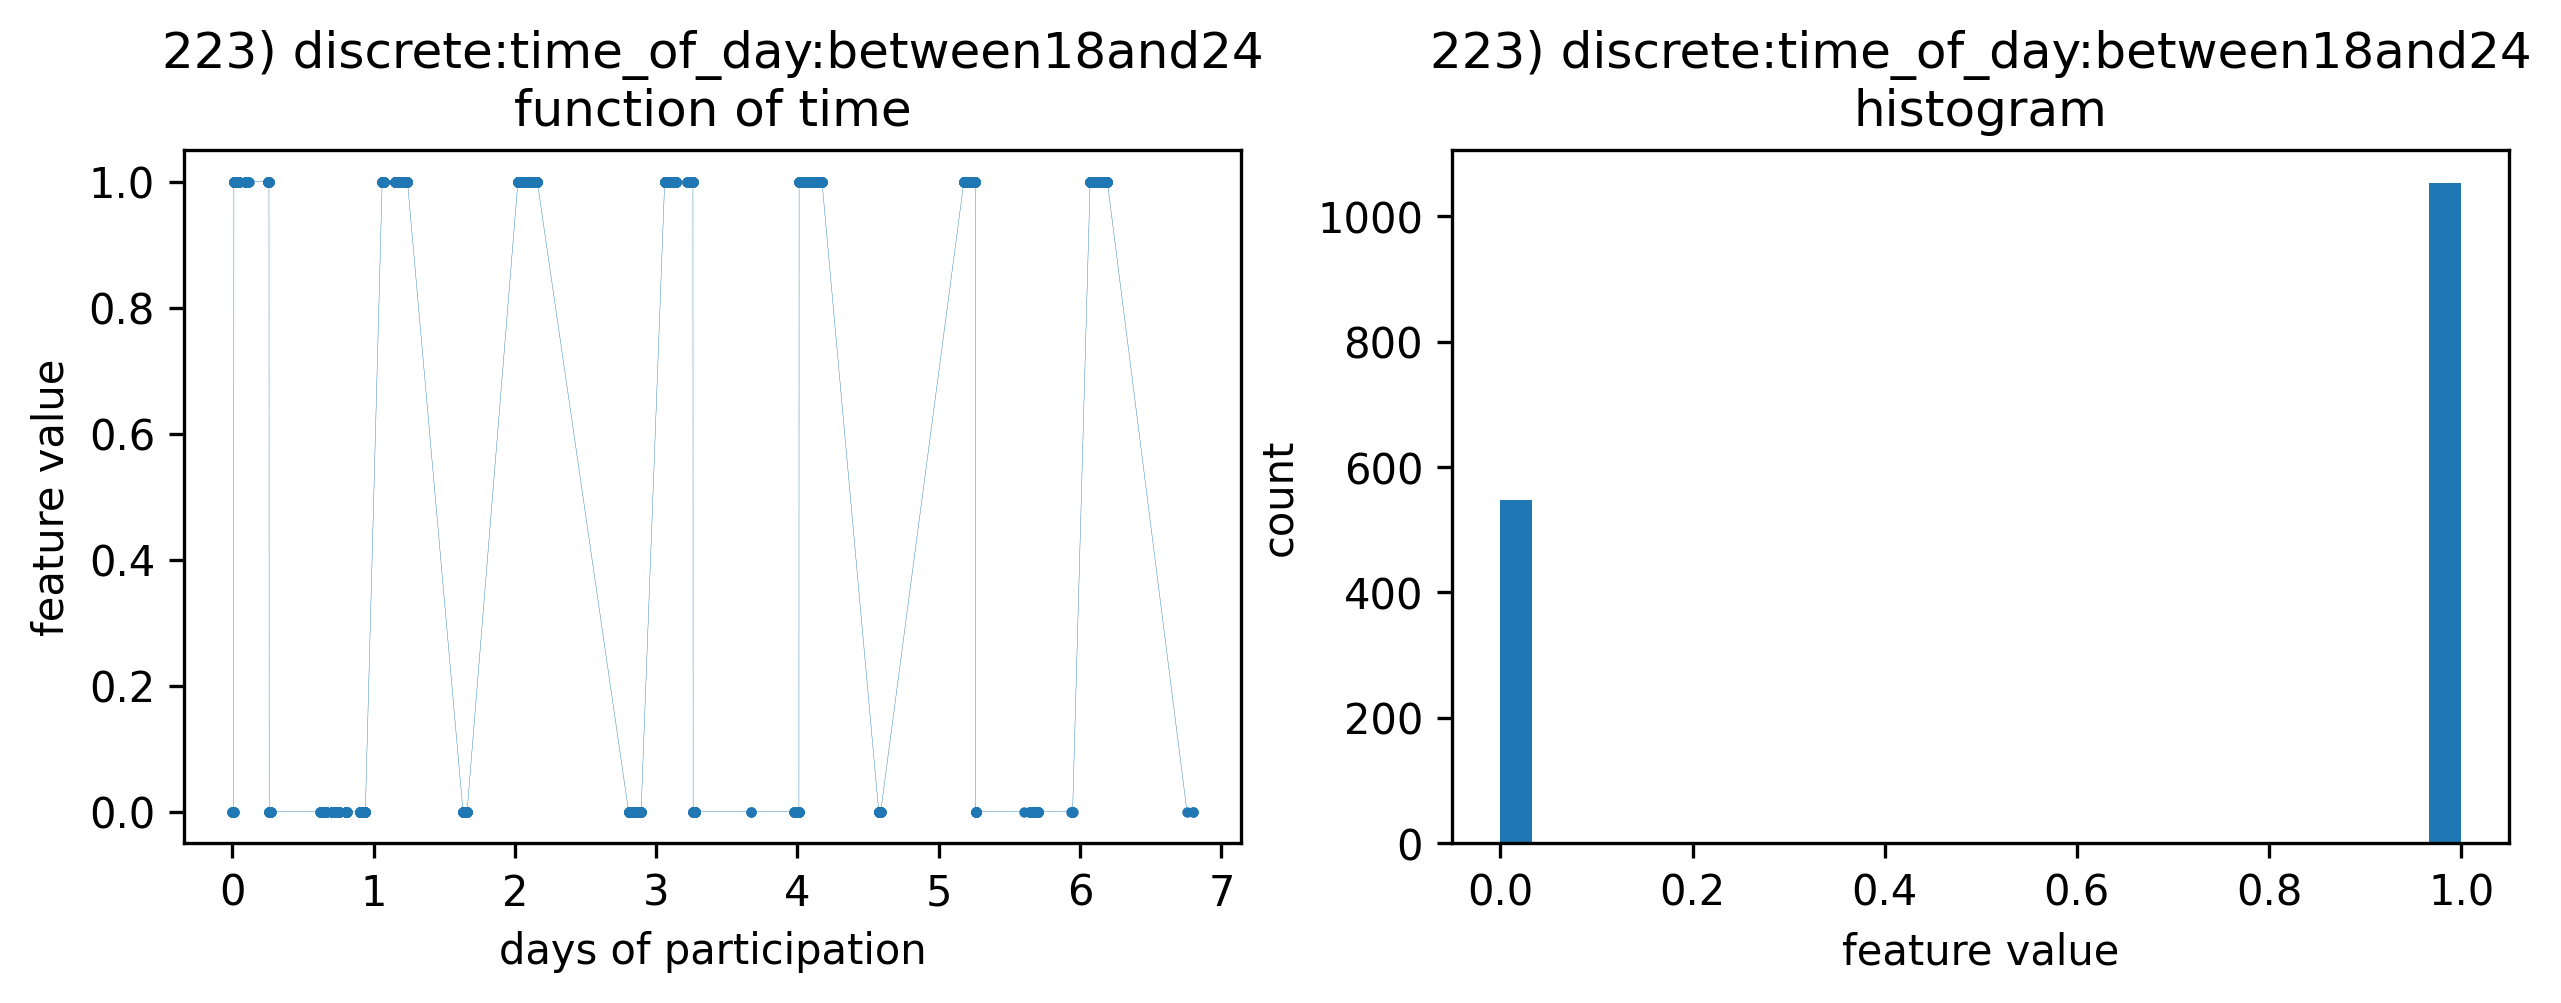 223) discrete:time_of_day:between18and24
function of time
1.0
0.8
0.6
0.4
0.2
0.0
feature value
0 1 2 3 4 5 6 7
days of participation
223) discrete:time_of_day:between18and24
histogram
1000
800
600
400
200
0
count
0.0 0.2 0.4 0.6 0.8 1.0
feature value